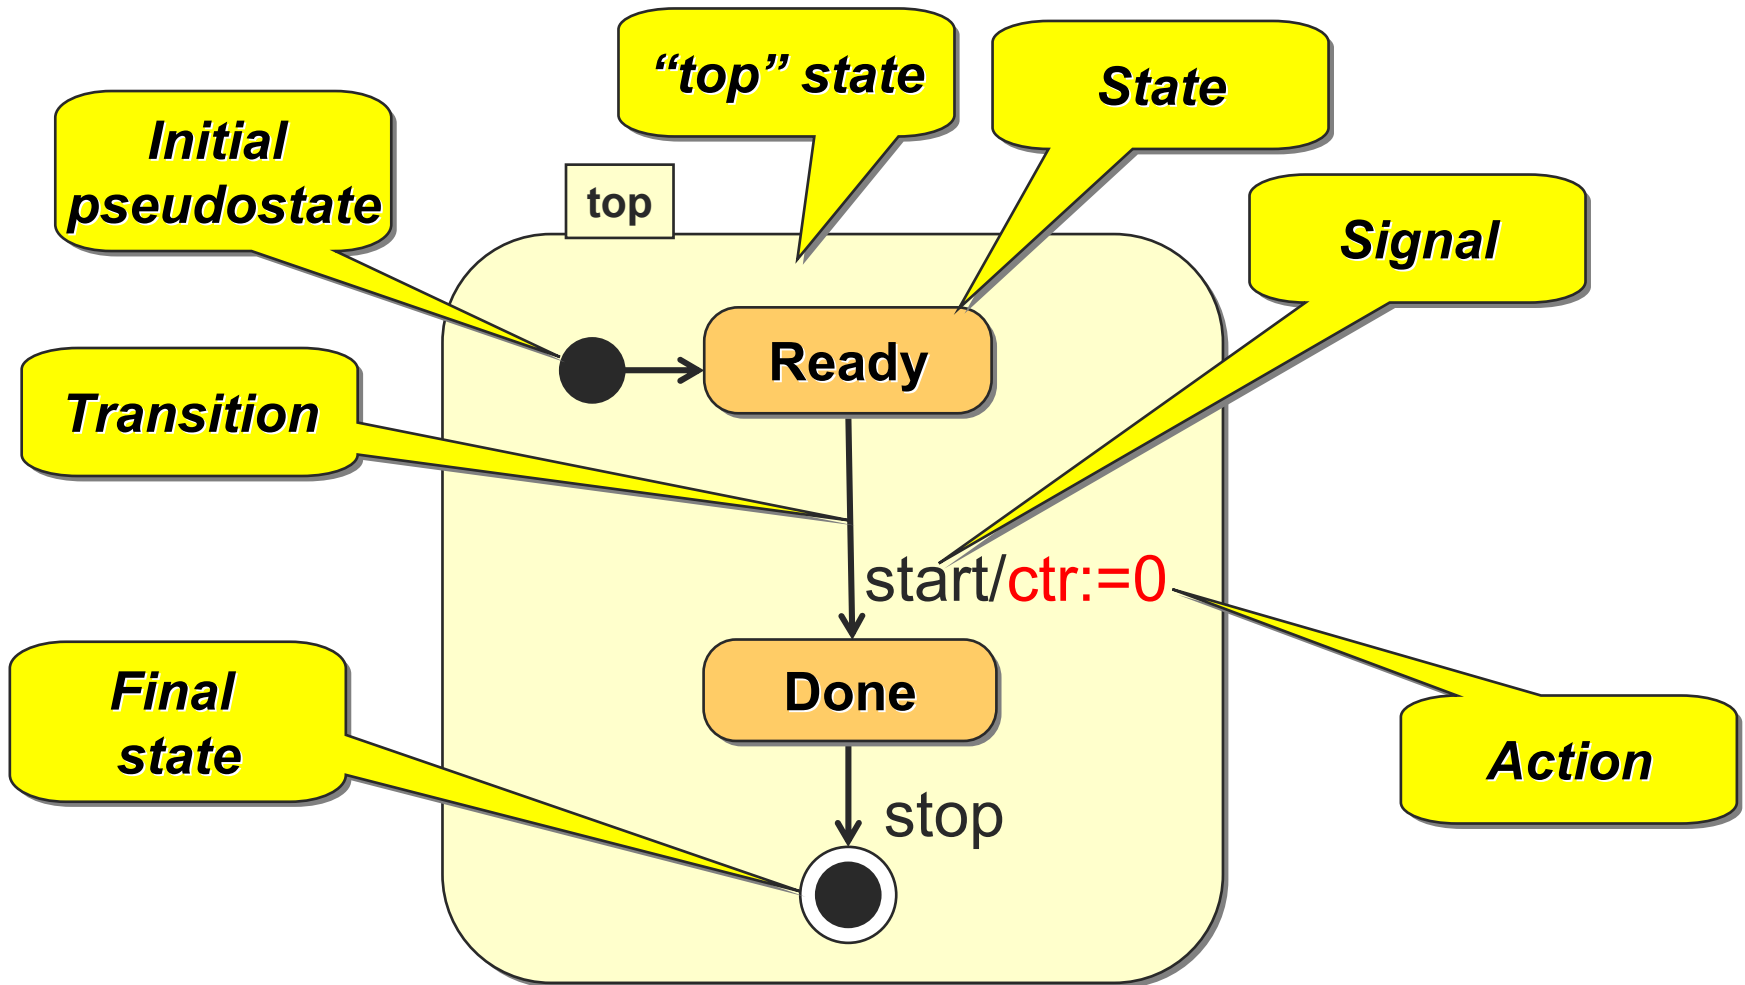 “top” state
State
Initial
pseudostate
top
Signal
Ready
Transition
start/ctr:=0
Final
state
Done
Action
stop